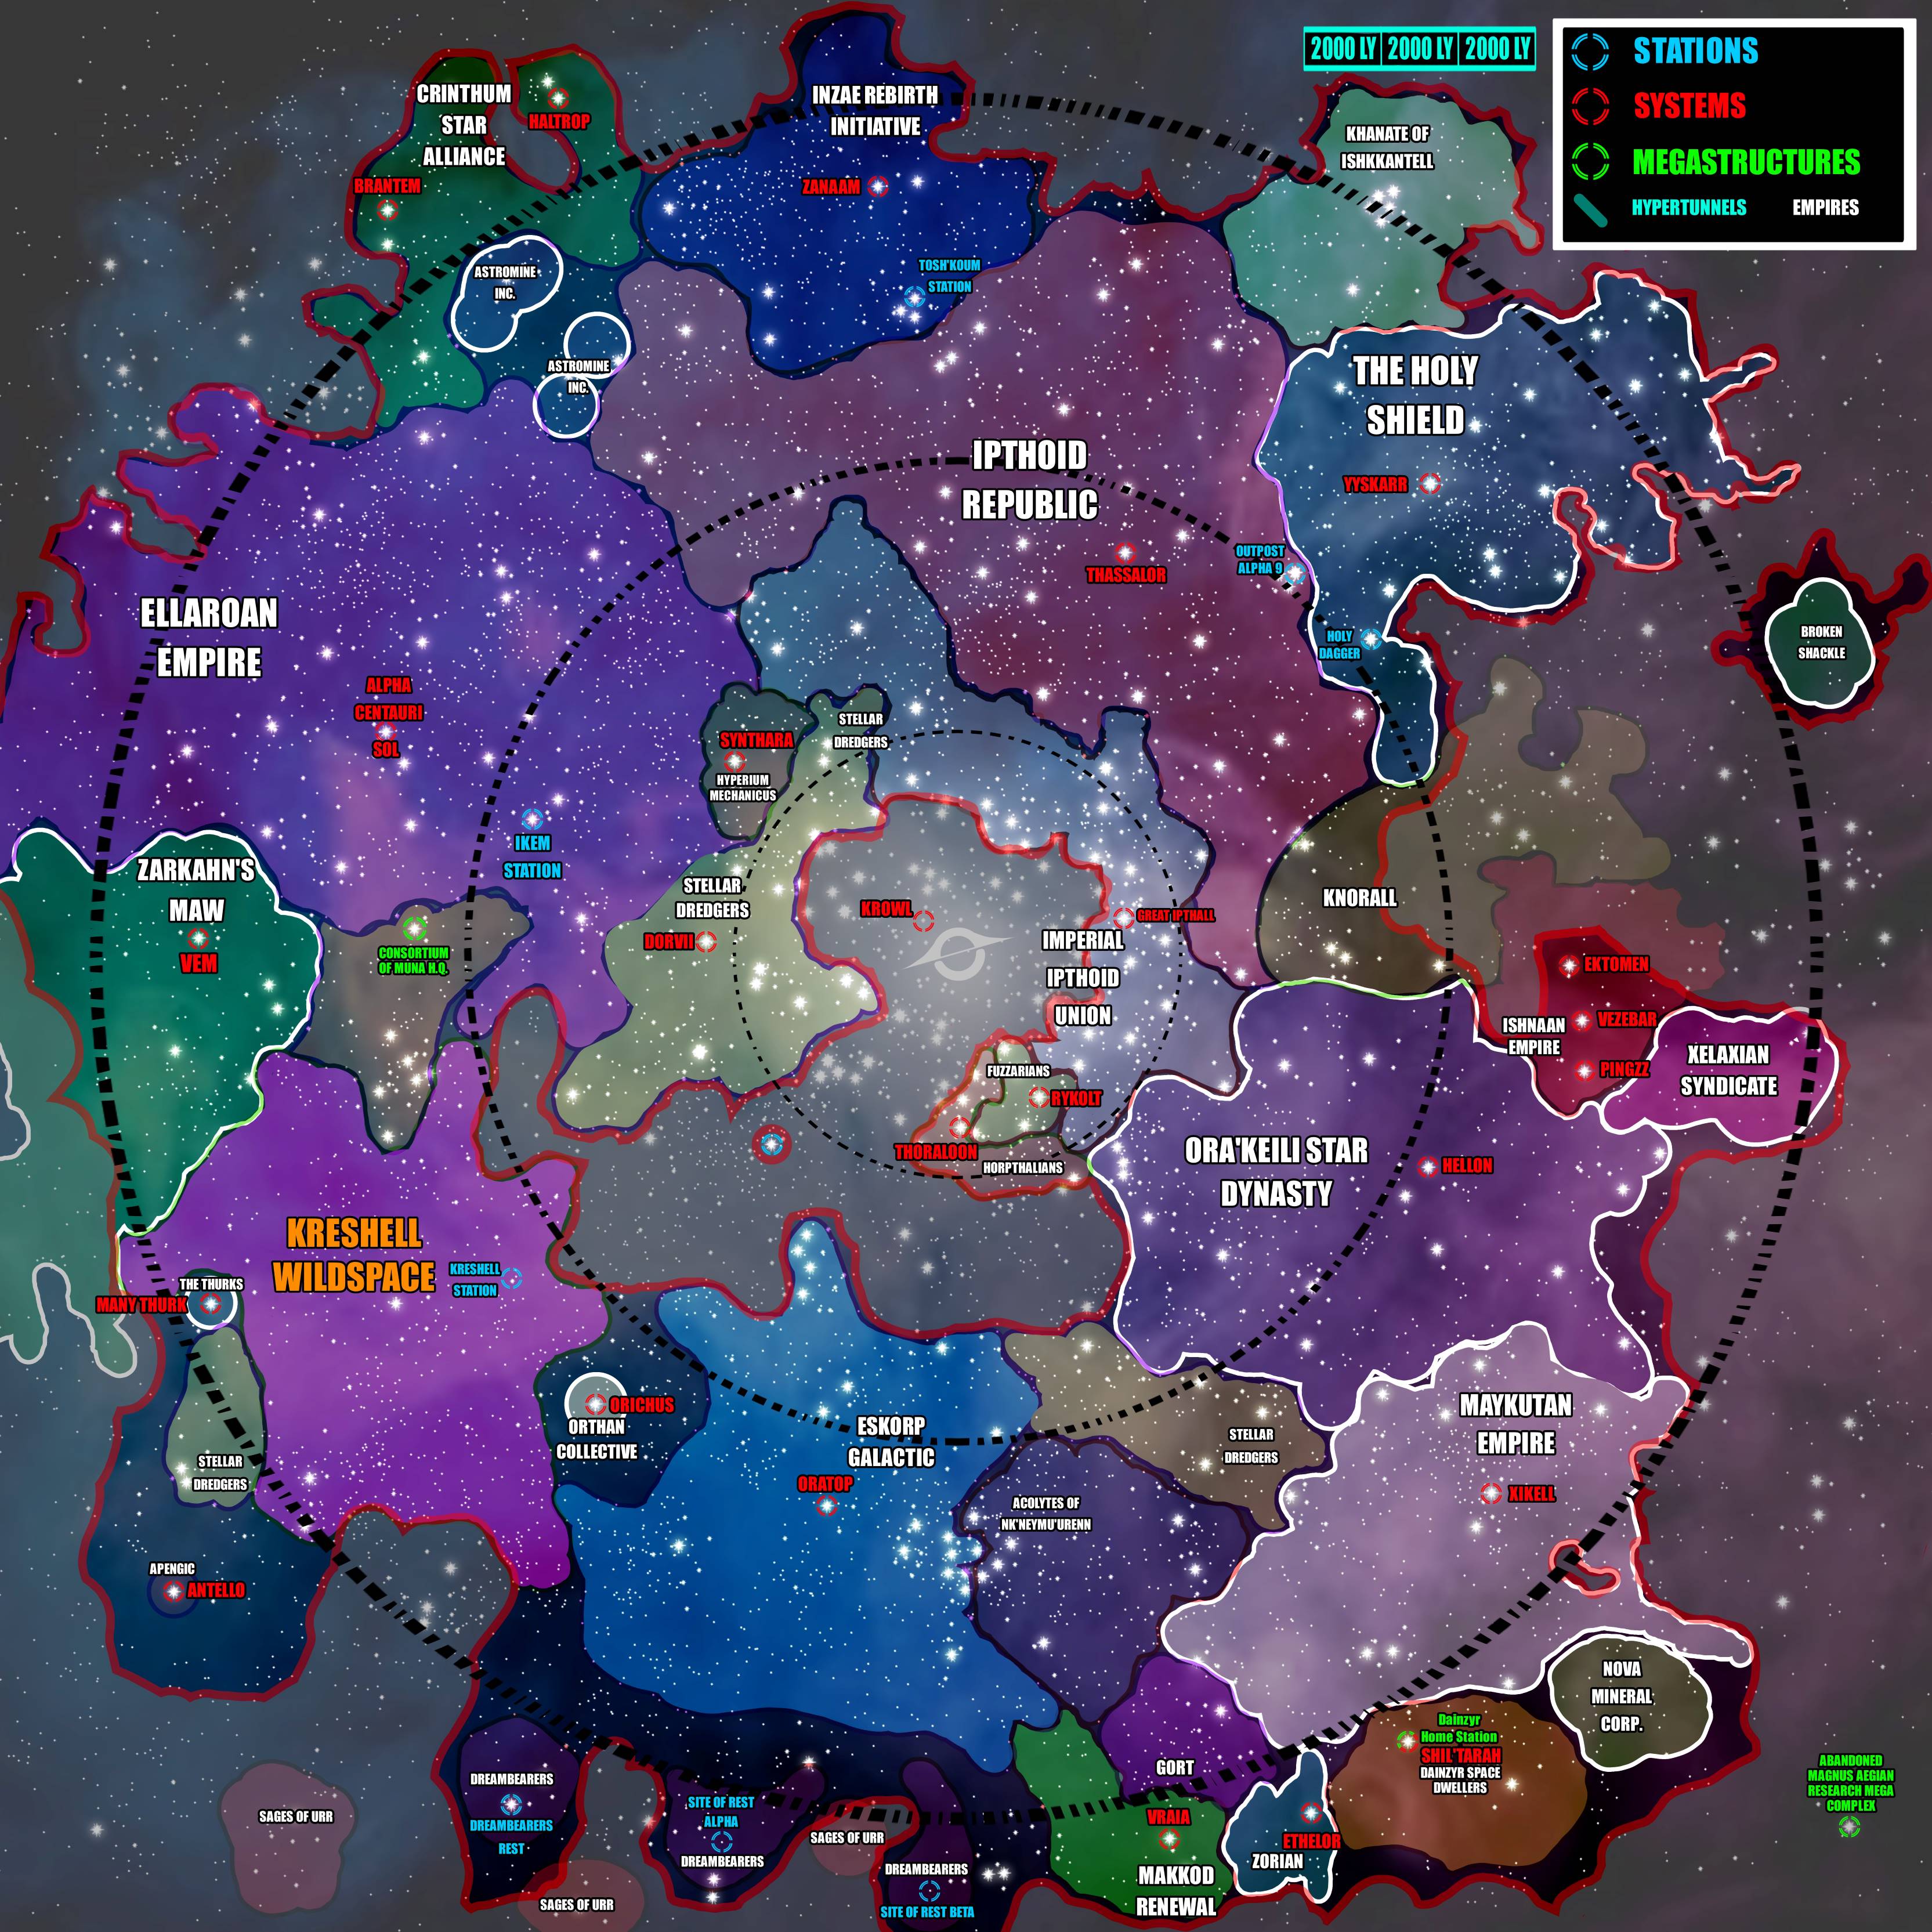 2000 LY 2000 LY 2000 LY
STATIONS
SYSTEMS
MEGASTRUCTURES
HYPERTUNNELS EMPIRES
CRINTHUM
STAR
ALLIANCE
HALTROP
BRANTEM
INZAE REBIRTH
INITIATIVE
ZANAAM
TOSH'KOUM
STATION
KHANATE OF
ISHKKANTELL
ASTROMINE
INC.
ASTROMINE
INC.
THE HOLY
SHIELD
YYSKARR
IPTHOID
REPUBLIC
THASSALOR
OUTPOST
ALPHA 9
HOLY
DAGGER
BROKEN
SHACKLE
ELLAROAN
EMPIRE
ALPHA
CENTAURI
SOL
IKEM
STATION
SYNTHARA
HYPERIUM
MECHANICUS
STELLAR
DREDGERS
STELLAR
DREDGERS
DORVII
KROWL
GREAT IPTHALL
IMPERIAL
IPTHOID
UNION
KNORALL
ZARKAHN'S
MAW
VEM
CONSORTIUM
OF MUNA H.Q.
EKTOMEN
VEZEBAR
ISHNAAN
EMPIRE
PINGZZ
XELAXIAN
SYNDICATE
FUZZARIANS
RYKOLT
THORALOON
HORPTHALIANS
ORA'KEILI STAR
DYNASTY
HELLON
KRESHELL
WILDSPACE
KRESHELL
STATION
THE THURKS
MANY THURK
STELLAR
DREDGERS
APENGIC
ANTELLO
ORICHUS
ORTHAN
COLLECTIVE
ESKORP
GALACTIC
ORATOP
STELLAR
DREDGERS
ACOLYTES OF
NK'NEYMU'URENN
MAYKUTAN
EMPIRE
XIKELL
NOVA
MINERAL
CORP.
Dainzyr
Home Station
SHIL'TARAH
DAINZYR SPACE
DWELLERS
ABANDONED
MAGNUS AEGIAN
RESEARCH MEGA
COMPLEX
GORT
VRAIA
MAKKOD
RENEWAL
ETHELOR
ZORIAN
SAGES OF URR
DREAMBEARERS
DREAMBEARERS
REST
SAGES OF URR
SITE OF REST
ALPHA
DREAMBEARERS
SAGES OF URR
DREAMBEARERS
SITE OF REST BETA